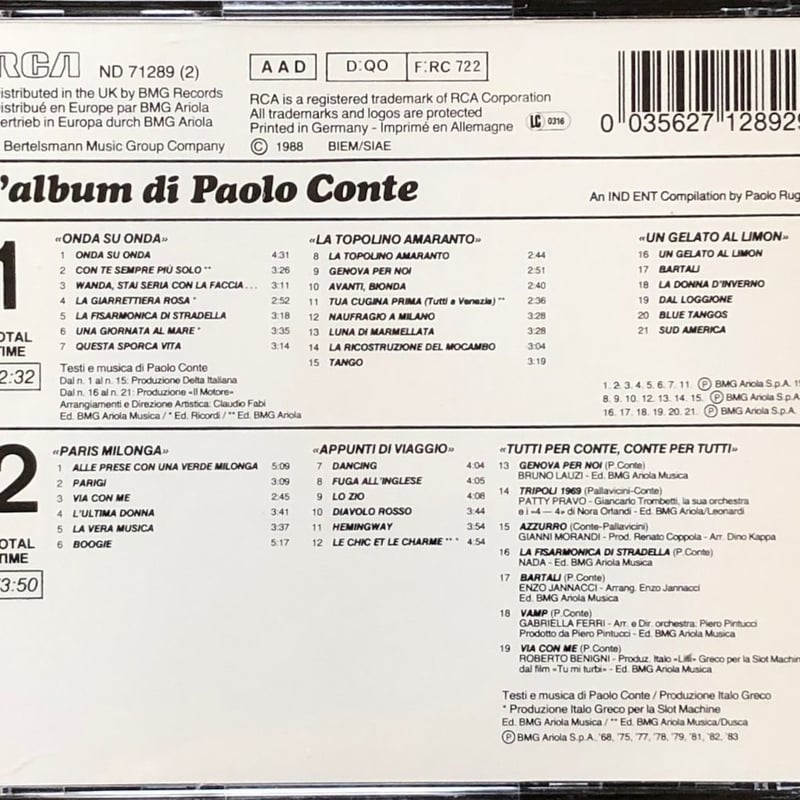 RCA ND 71289 (2)
istributed in the UK by BMG Records
istribué en Europe par BMG Ariola
ertrieb in Europa durch BMG Ariola
Bertelsmann Music Group Company
AAD D:QO F:RC 722
RCA is a registered trademark of RCA Corporation
All trademarks and logos are protected
Printed in Germany - Imprimé en Allemagne LC 0316
© 1988 BIEM/SIAE
0 035627 128929
'album di Paolo Conte
An IND ENT Compilation by Paolo Rug
1
OTAL
TIME
2:32
«ONDA SU ONDA»
1 ONDA SU ONDA 4:31
2 CON TE SEMPRE PIÙ SOLO ** 3:26
3 WANDA, STAI SERIA CON LA FACCIA... 3:11
4 LA GIARRETTIERA ROSA * 2:52
5 LA FISARMONICA DI STRADELLA 3:18
6 UNA GIORNATA AL MARE * 3:35
7 QUESTA SPORCA VITA 3:14
Testi e musica di Paolo Conte
Dal n. 1 al n. 15: Produzione Delta Italiana
Dal n. 16 al n. 21: Produzione «Il Motore»
Arrangiamenti e Direzione Artistica: Claudio Fabi
Ed. BMG Ariola Musica / * Ed. Ricordi / ** Ed. BMG Ariola
«LA TOPOLINO AMARANTO»
8 LA TOPOLINO AMARANTO 2:44
9 GENOVA PER NOI 2:51
10 AVANTI, BIONDA 2:40
11 TUA CUGINA PRIMA (Tutti a Venezia) ** 2:36
12 NAUFRAGIO A MILANO 3:28
13 LUNA DI MARMELLATA 3:28
14 LA RICOSTRUZIONE DEL MOCAMBO 3:04
15 TANGO 3:19
«UN GELATO AL LIMON»
16 UN GELATO AL LIMON
17 BARTALI
18 LA DONNA D'INVERNO
19 DAL LOGGIONE
20 BLUE TANGOS
21 SUD AMERICA
1. 2. 3. 4. 5. 6. 7. 11. Ⓟ BMG Ariola S.p.A. 1
8. 9. 10. 12. 13. 14. 15. Ⓟ BMG Ariola S.p.A.
16. 17. 18. 19. 20. 21. Ⓟ BMG Ariola S.p.A.
2
OTAL
TIME
3:50
«PARIS MILONGA»
1 ALLE PRESE CON UNA VERDE MILONGA 5:09
2 PARIGI 3:09
3 VIA CON ME 2:45
4 L'ULTIMA DONNA 3:41
5 LA VERA MUSICA 3:37
6 BOOGIE 5:17
«APPUNTI DI VIAGGIO»
7 DANCING 4:04
8 FUGA ALL'INGLESE 4:05
9 LO ZIO 4:08
10 DIAVOLO ROSSO 3:44
11 HEMINGWAY 3:54
12 LE CHIC ET LE CHARME ** * 4:54
«TUTTI PER CONTE, CONTE PER TUTTI»
13 GENOVA PER NOI (P.Conte)
BRUNO LAUZI - Ed. BMG Ariola Musica
14 TRIPOLI 1969 (Pallavicini-Conte)
PATTY PRAVO - Giancarlo Trombetti, la sua orchestra
e i «4 — 4» di Nora Orlandi - Ed. BMG Ariola/Leonardi
15 AZZURRO (Conte-Pallavicini)
GIANNI MORANDI - Prod. Renato Coppola - Arr. Dino Kappa
16 LA FISARMONICA DI STRADELLA (P.Conte)
NADA - Ed. BMG Ariola Musica
17 BARTALI (P.Conte)
ENZO JANNACCI - Arrang. Enzo Jannacci
Ed. BMG Ariola Musica
18 VAMP (P.Conte)
GABRIELLA FERRI - Arr. e Dir. orchestra: Piero Pintucci
Prodotto da Piero Pintucci - Ed. BMG Ariola Musica
19 VIA CON ME (P.Conte)
ROBERTO BENIGNI - Produz. Italo «Lilli» Greco per la Slot Machin
dal film «Tu mi turbi» - Ed. BMG Ariola Musica
Testi e musica di Paolo Conte / Produzione Italo Greco
* Produzione Italo Greco per la Slot Machine
Ed. BMG Ariola Musica / ** Ed. BMG Ariola Musica/Dusca
Ⓟ BMG Ariola S.p.A. '68, '75, '77, '78, '79, '81, '82, '83